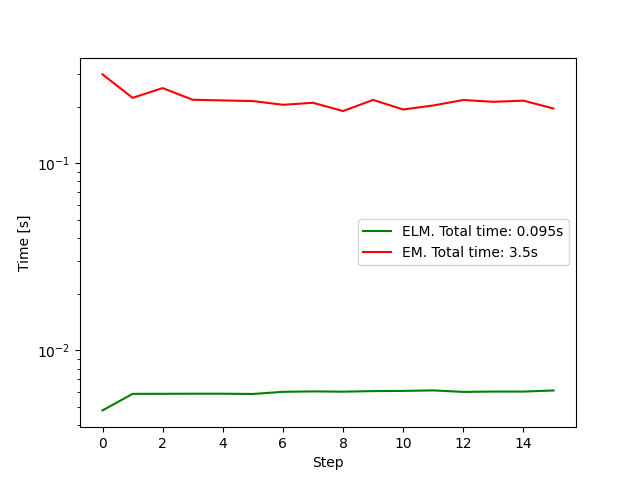 10⁻¹
10⁻²
Time [s]
ELM. Total time: 0.095s
EM. Total time: 3.5s
0 2 4 6 8 10 12 14
Step